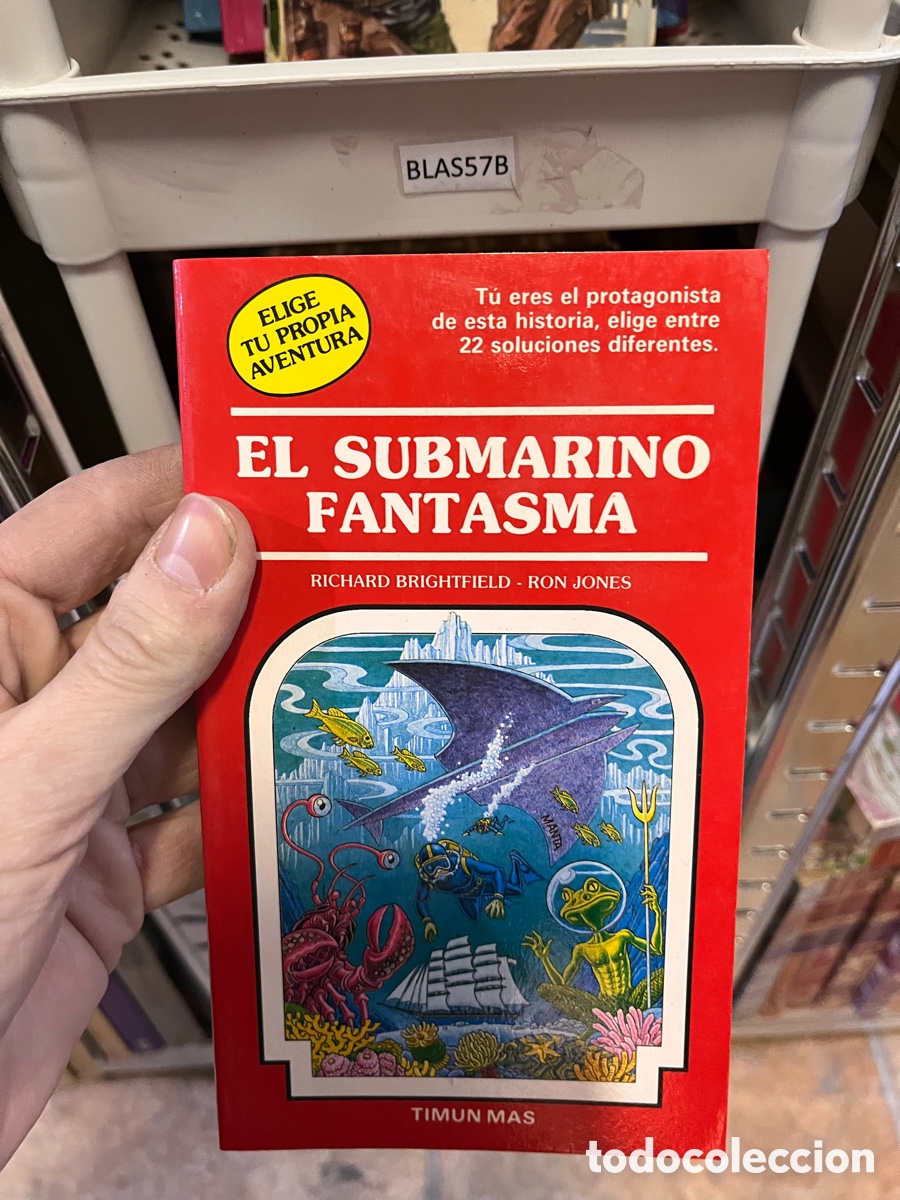 BLAS57B
ELIGE
TU PROPIA
AVENTURA
Tú eres el protagonista
de esta historia, elige entre
22 soluciones diferentes.
EL SUBMARINO
FANTASMA
RICHARD BRIGHTFIELD - RON JONES
MANTA
TIMUN MAS
todocoleccion